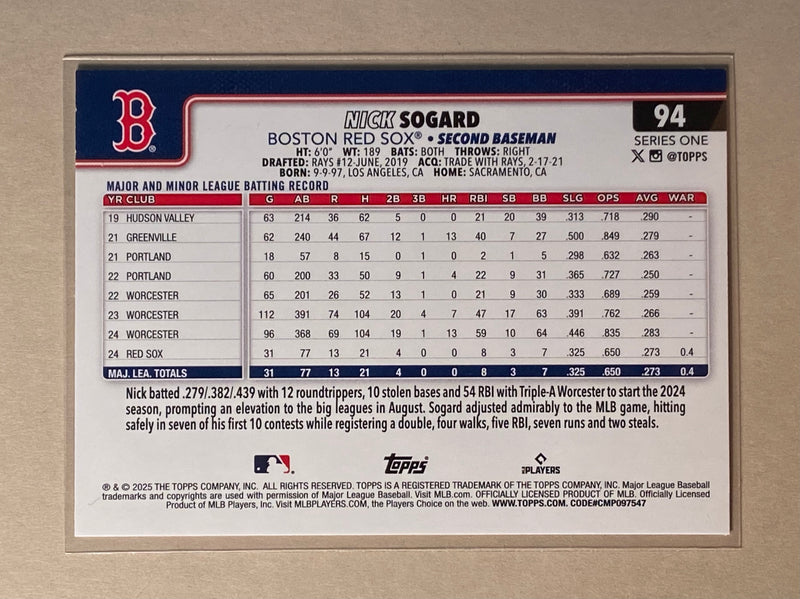 B
®
NICK SOGARD
94
BOSTON RED SOX® • SECOND BASEMAN
SERIES ONE
HT: 6'0" WT: 189 BATS: BOTH THROWS: RIGHT
X @TOPPS
DRAFTED: RAYS #12-JUNE, 2019 ACQ: TRADE WITH RAYS, 2-17-21
BORN: 9-9-97, LOS ANGELES, CA HOME: SACRAMENTO, CA
MAJOR AND MINOR LEAGUE BATTING RECORD
YR CLUB G AB R H 2B 3B HR RBI SB BB SLG OPS AVG WAR
19 HUDSON VALLEY 63 214 36 62 5 0 0 21 20 39 .313 .718 .290 -
21 GREENVILLE 62 240 44 67 12 1 13 40 7 27 .500 .849 .279 -
21 PORTLAND 18 57 8 15 0 1 0 2 1 5 .298 .632 .263 -
22 PORTLAND 60 200 33 50 9 1 4 22 9 31 .365 .727 .250 -
22 WORCESTER 65 201 26 52 13 1 0 21 9 30 .333 .689 .259 -
23 WORCESTER 112 391 74 104 20 4 7 47 17 63 .391 .762 .266 -
24 WORCESTER 96 368 69 104 19 1 13 59 10 64 .446 .835 .283 -
24 RED SOX 31 77 13 21 4 0 0 8 3 7 .325 .650 .273 0.4
MAJ. LEA. TOTALS 31 77 13 21 4 0 0 8 3 7 .325 .650 .273 0.4
Nick batted .279/.382/.439 with 12 roundtrippers, 10 stolen bases and 54 RBI with Triple-A Worcester to start the 2024
season, prompting an elevation to the big leagues in August. Sogard adjusted admirably to the MLB game, hitting
safely in seven of his first 10 contests while registering a double, four walks, five RBI, seven runs and two steals.
Topps
MLB PLAYERS
® & © 2025 THE TOPPS COMPANY, INC. ALL RIGHTS RESERVED. TOPPS IS A REGISTERED TRADEMARK OF THE TOPPS COMPANY, INC. Major League Baseball
trademarks and copyrights are used with permission of Major League Baseball. Visit MLB.com. OFFICIALLY LICENSED PRODUCT OF MLB. Officially Licensed
Product of MLB Players, Inc. Visit MLBPLAYERS.com, the Players Choice on the web. WWW.TOPPS.COM. CODE#CMP097547